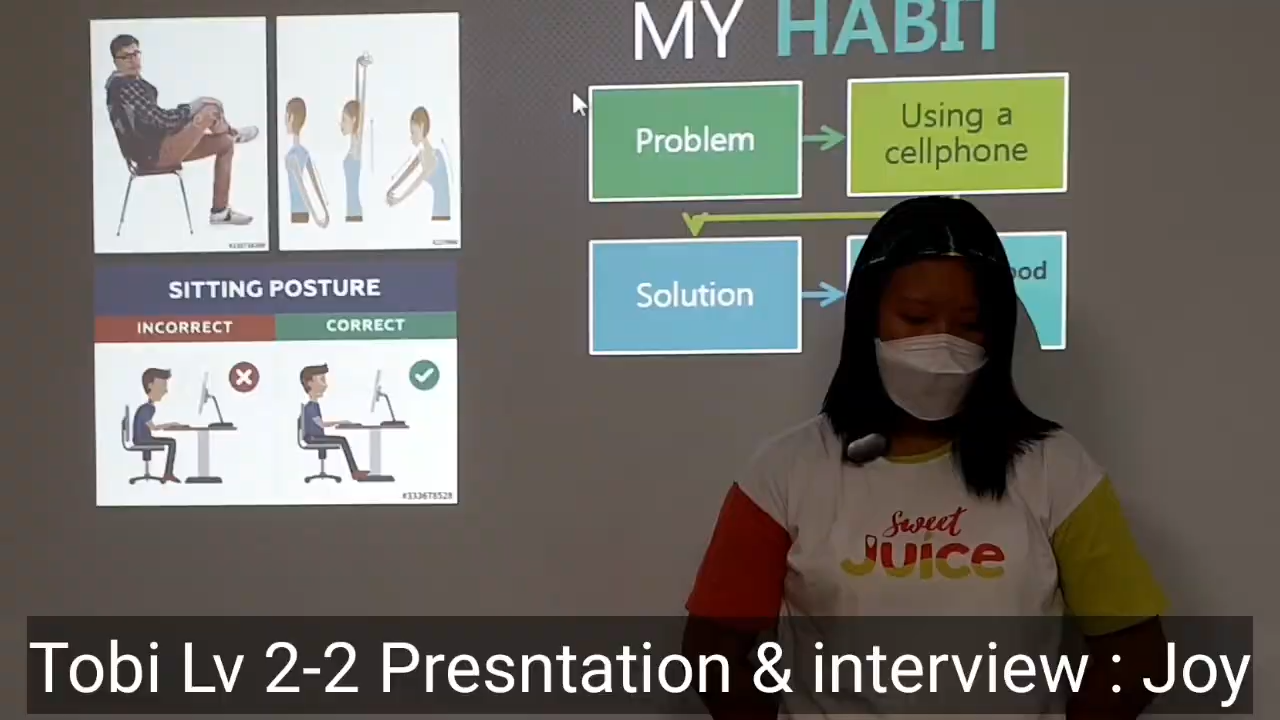 MY HABIT
Problem
Using a
cellphone
Solution
SITTING POSTURE
INCORRECT
CORRECT
#333678528
Sweet
Juice
Tobi Lv 2-2 Presntation & interview : Joy